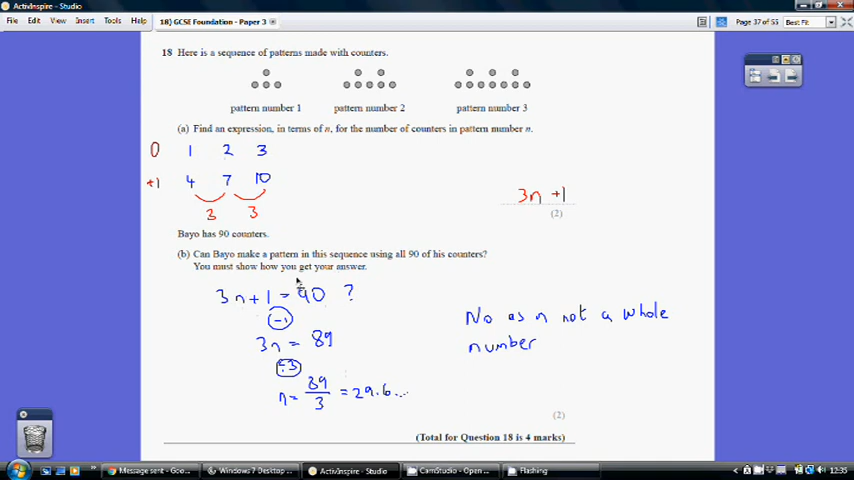 ActivInspire - Studio
File Edit View Insert Tools Help
18) GCSE Foundation - Paper 3
Page 37 of 55
Best Fit
18 Here is a sequence of patterns made with counters.
pattern number 1 pattern number 2 pattern number 3
(a) Find an expression, in terms of n, for the number of counters in pattern number n.
0 1 2 3
+1 4 7 10
3 3
3n +1
(2)
Bayo has 90 counters.
(b) Can Bayo make a pattern in this sequence using all 90 of his counters?
You must show how you get your answer.
3n+1 = 90 ?
-1
3n = 89
÷3
n = 89/3 = 29.6...
No as n not a whole
number
(2)
(Total for Question 18 is 4 marks)
Message sent - Goo...
Windows 7 Desktop ...
ActivInspire - Studio
CamStudio - Open ...
Flashing
12:35